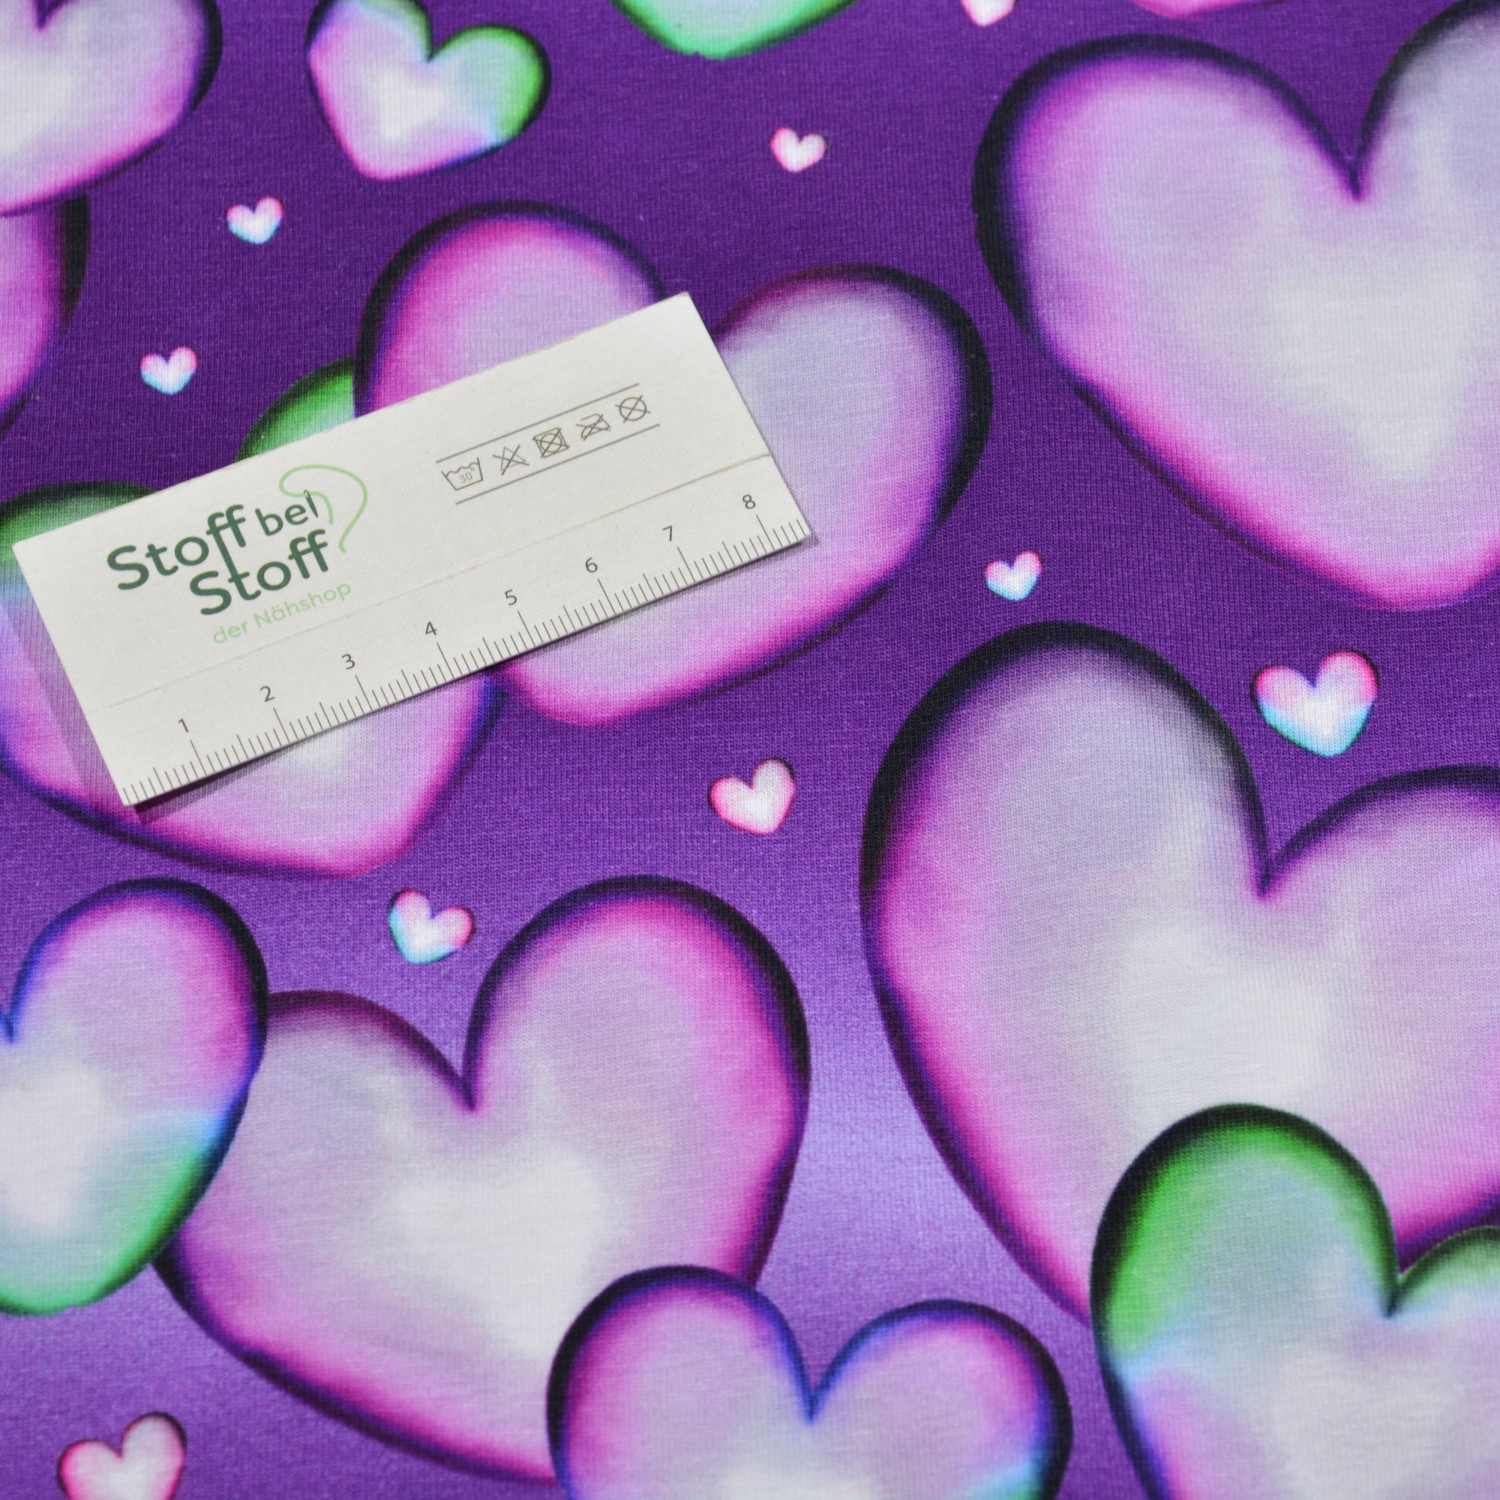 Stoff bei
Stoff
der Nähshop
30°
1 2 3 4 5 6 7 8